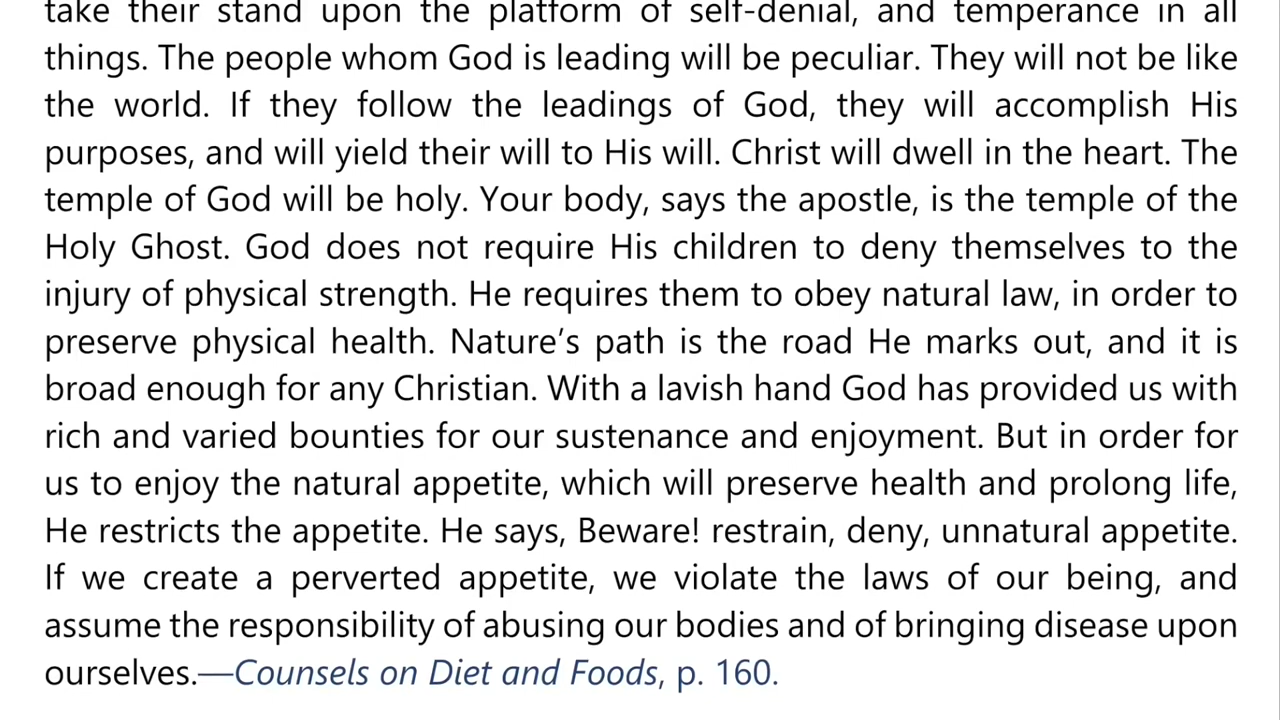 take their stand upon the platform of self-denial, and temperance in all
things. The people whom God is leading will be peculiar. They will not be like
the world. If they follow the leadings of God, they will accomplish His
purposes, and will yield their will to His will. Christ will dwell in the heart. The
temple of God will be holy. Your body, says the apostle, is the temple of the
Holy Ghost. God does not require His children to deny themselves to the
injury of physical strength. He requires them to obey natural law, in order to
preserve physical health. Nature’s path is the road He marks out, and it is
broad enough for any Christian. With a lavish hand God has provided us with
rich and varied bounties for our sustenance and enjoyment. But in order for
us to enjoy the natural appetite, which will preserve health and prolong life,
He restricts the appetite. He says, Beware! restrain, deny, unnatural appetite.
If we create a perverted appetite, we violate the laws of our being, and
assume the responsibility of abusing our bodies and of bringing disease upon
ourselves.—Counsels on Diet and Foods, p. 160.